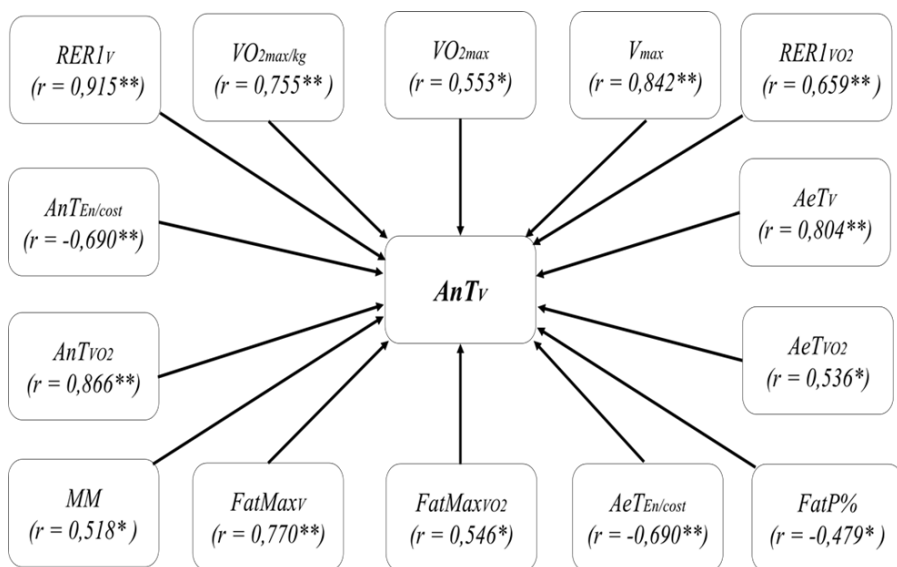 RER1V
(r = 0,915**)
VO2max/kg
(r = 0,755**)
VO2max
(r = 0,553*)
Vmax
(r = 0,842**)
RER1VO2
(r = 0,659**)
AnTEn/cost
(r = -0,690**)
AeTV
(r = 0,804**)
AnTV
AnTVO2
(r = 0,866**)
AeTVO2
(r = 0,536*)
MM
(r = 0,518* )
FatMaxV
(r = 0,770**)
FatMaxVO2
(r = 0,546*)
AeTEn/cost
(r = -0,690**)
FatP%
(r = -0,479* )